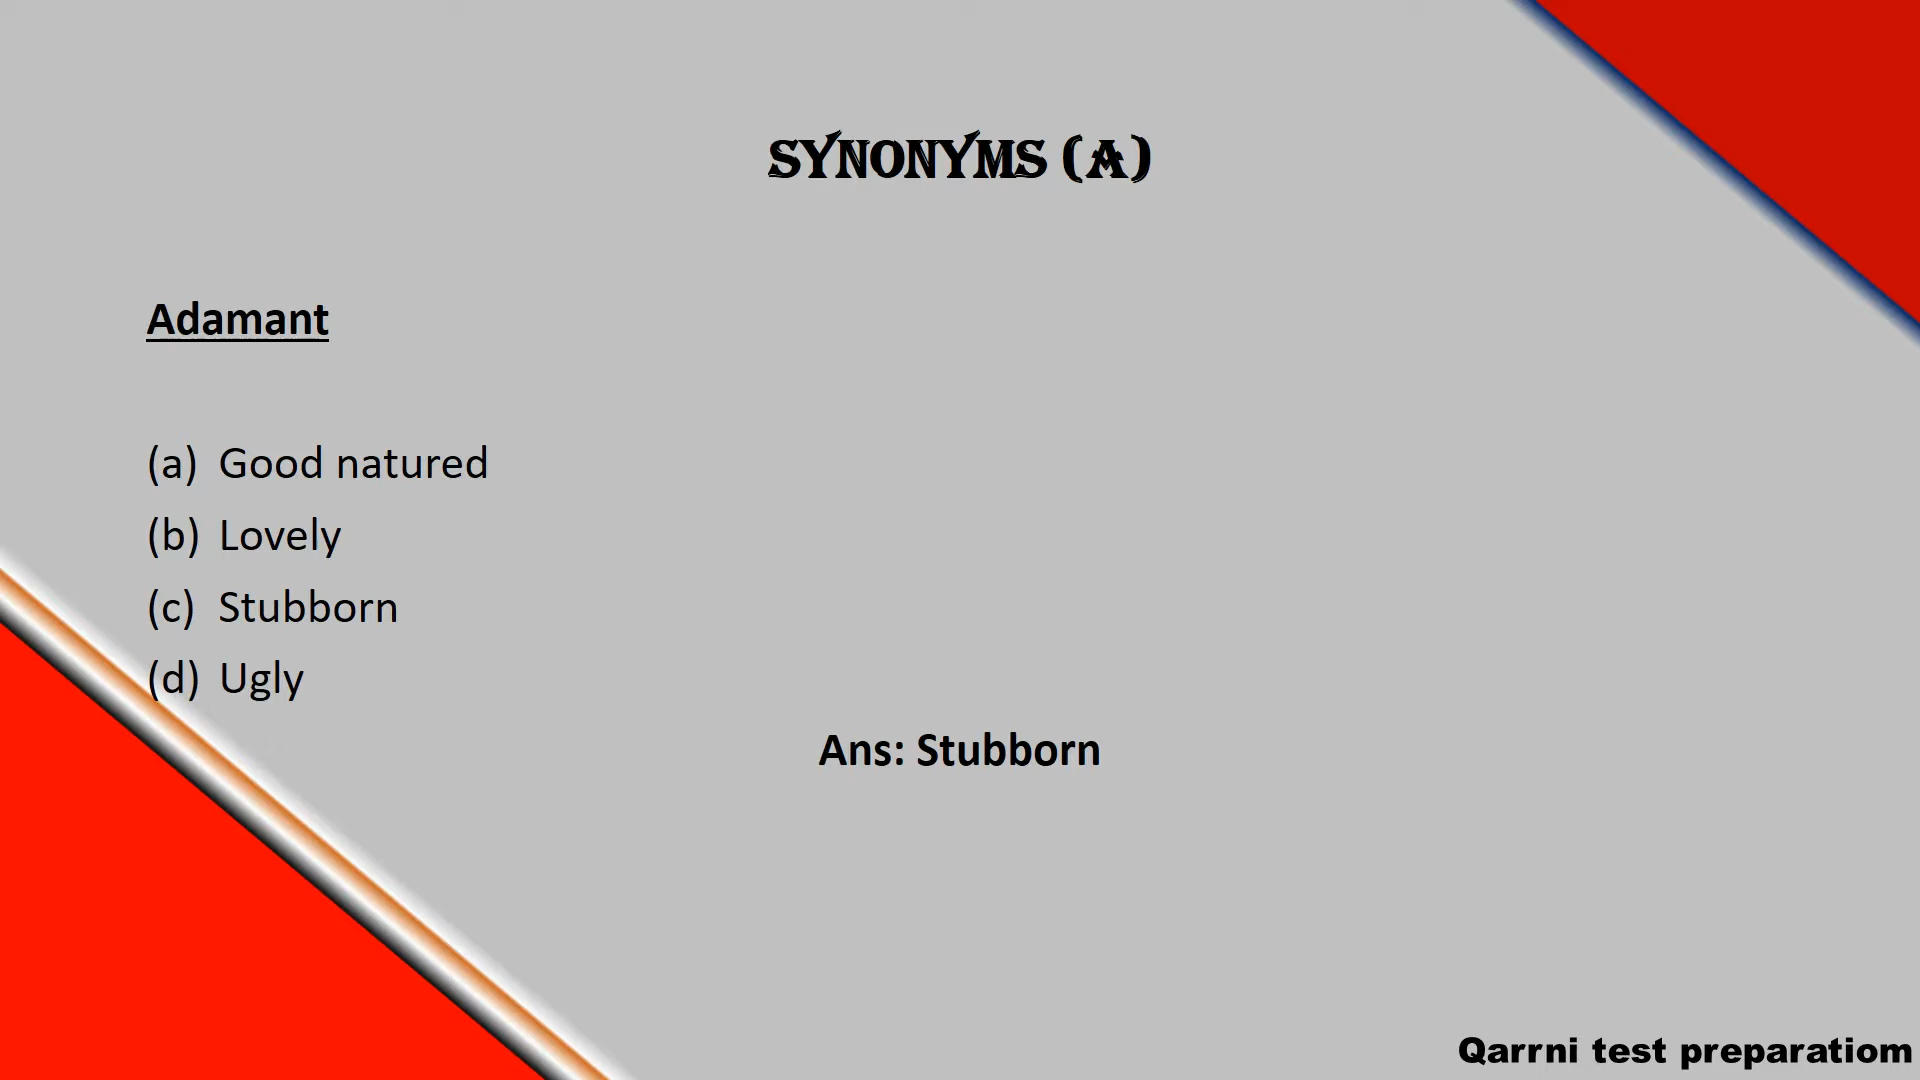 SYNONYMS (A)
Adamant
(a) Good natured
(b) Lovely
(c) Stubborn
(d) Ugly
Ans: Stubborn
Qarrni test preparatiom